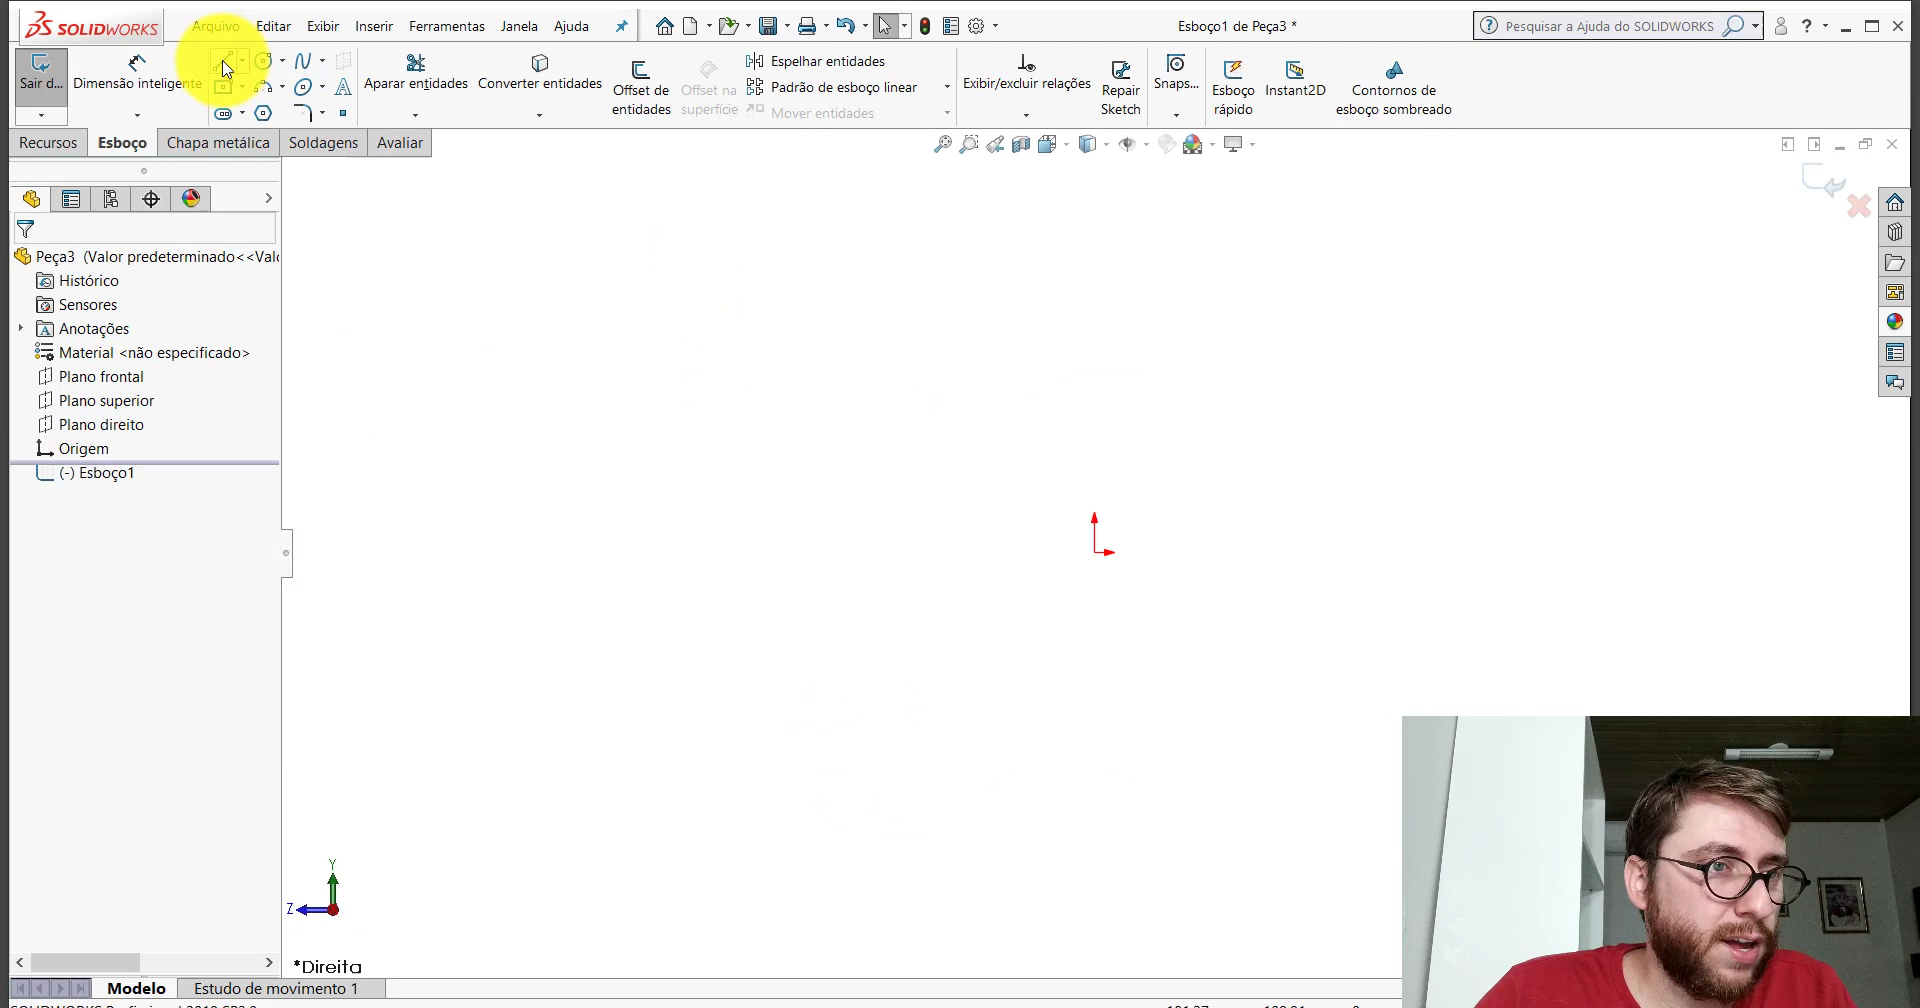 SOLIDWORKS
Arquivo Editar Exibir Inserir Ferramentas Janela Ajuda
Esboço1 de Peça3 *
Pesquisar a Ajuda do SOLIDWORKS
Sair d...
Dimensão inteligente
Aparar entidades
Converter entidades
Offset de
entidades
Offset na
superfície
Espelhar entidades
Padrão de esboço linear
Mover entidades
Exibir/excluir relações
Repair
Sketch
Snaps...
Esboço
rápido
Instant2D
Contornos de
esboço sombreado
Recursos Esboço Chapa metálica Soldagens Avaliar
Peça3 (Valor predeterminado<<Val
Histórico
Sensores
Anotações
Material <não especificado>
Plano frontal
Plano superior
Plano direito
Origem
(-) Esboço1
Y
Z
*Direita
Modelo Estudo de movimento 1